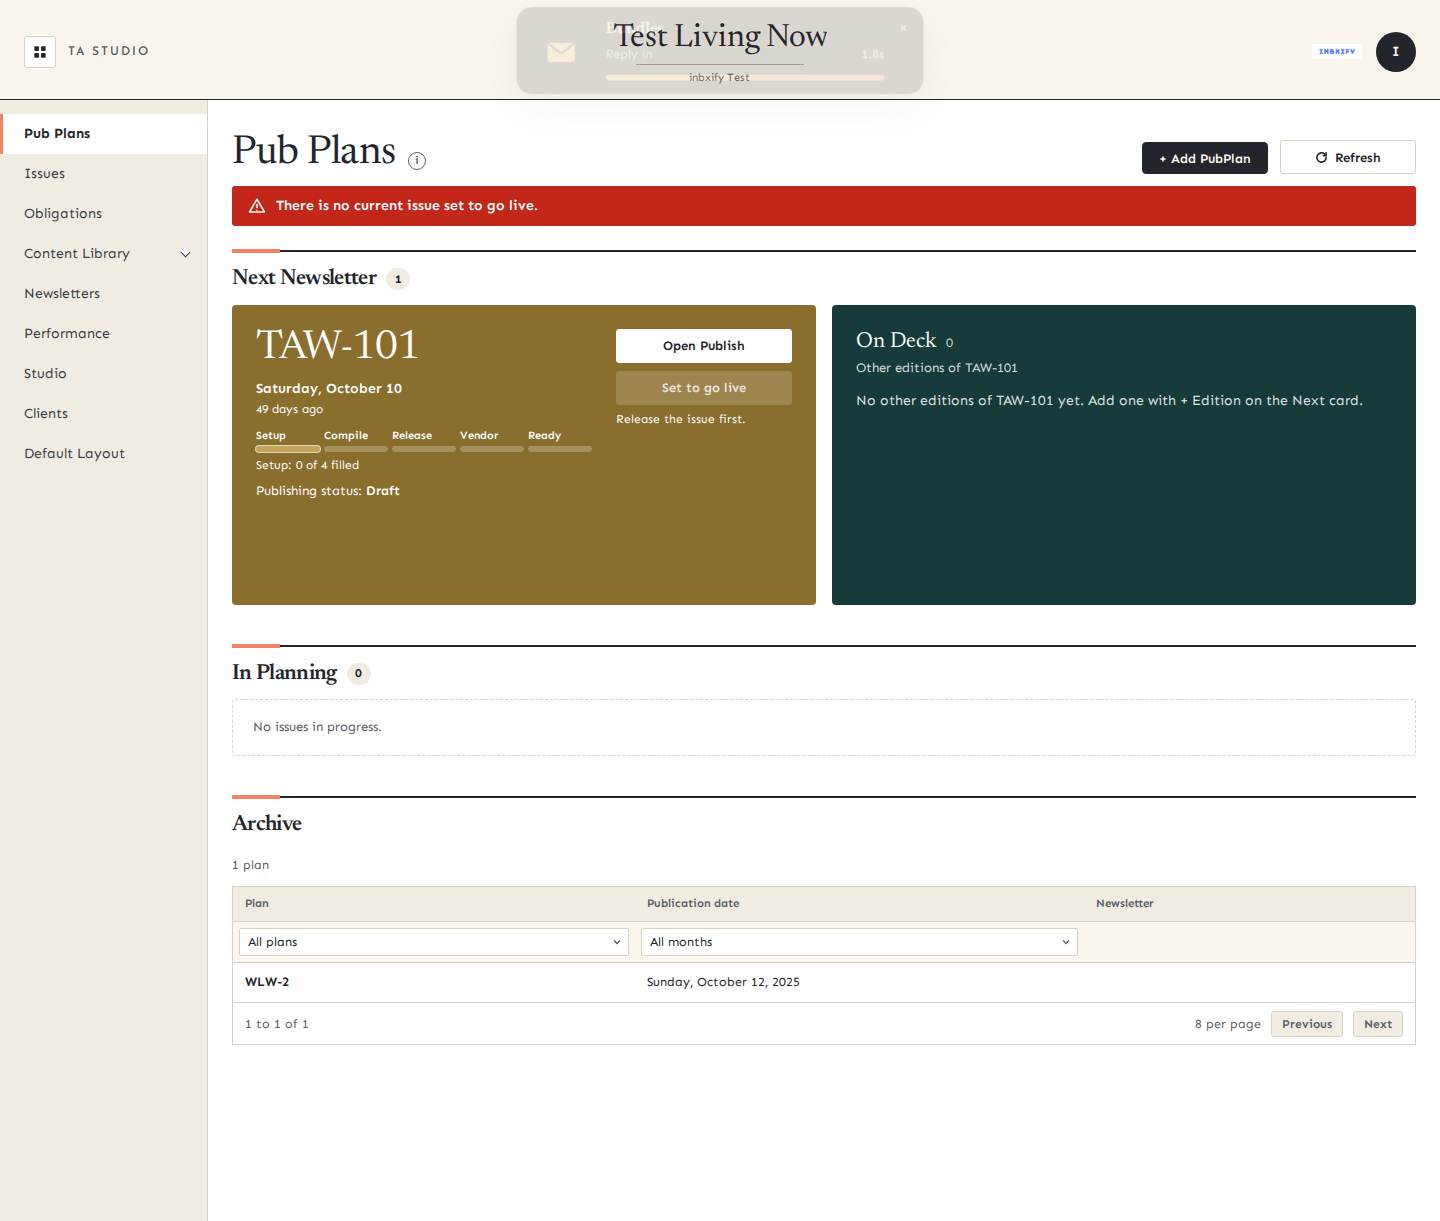 TA STUDIO
Test Living Now
Reply in
1.8s
inbxify Test
INBXIFY
I
Pub Plans
Issues
Obligations
Content Library
Newsletters
Performance
Studio
Clients
Default Layout
Pub Plans
+ Add PubPlan
Refresh
There is no current issue set to go live.
Next Newsletter 1
TAW-101
Saturday, October 10
49 days ago
Setup Compile Release Vendor Ready
Setup: 0 of 4 filled
Publishing status: Draft
Open Publish
Set to go live
Release the issue first.
On Deck 0
Other editions of TAW-101
No other editions of TAW-101 yet. Add one with + Edition on the Next card.
In Planning 0
No issues in progress.
Archive
1 plan
Plan Publication date Newsletter
All plans All months
WLW-2 Sunday, October 12, 2025
1 to 1 of 1 8 per page Previous Next